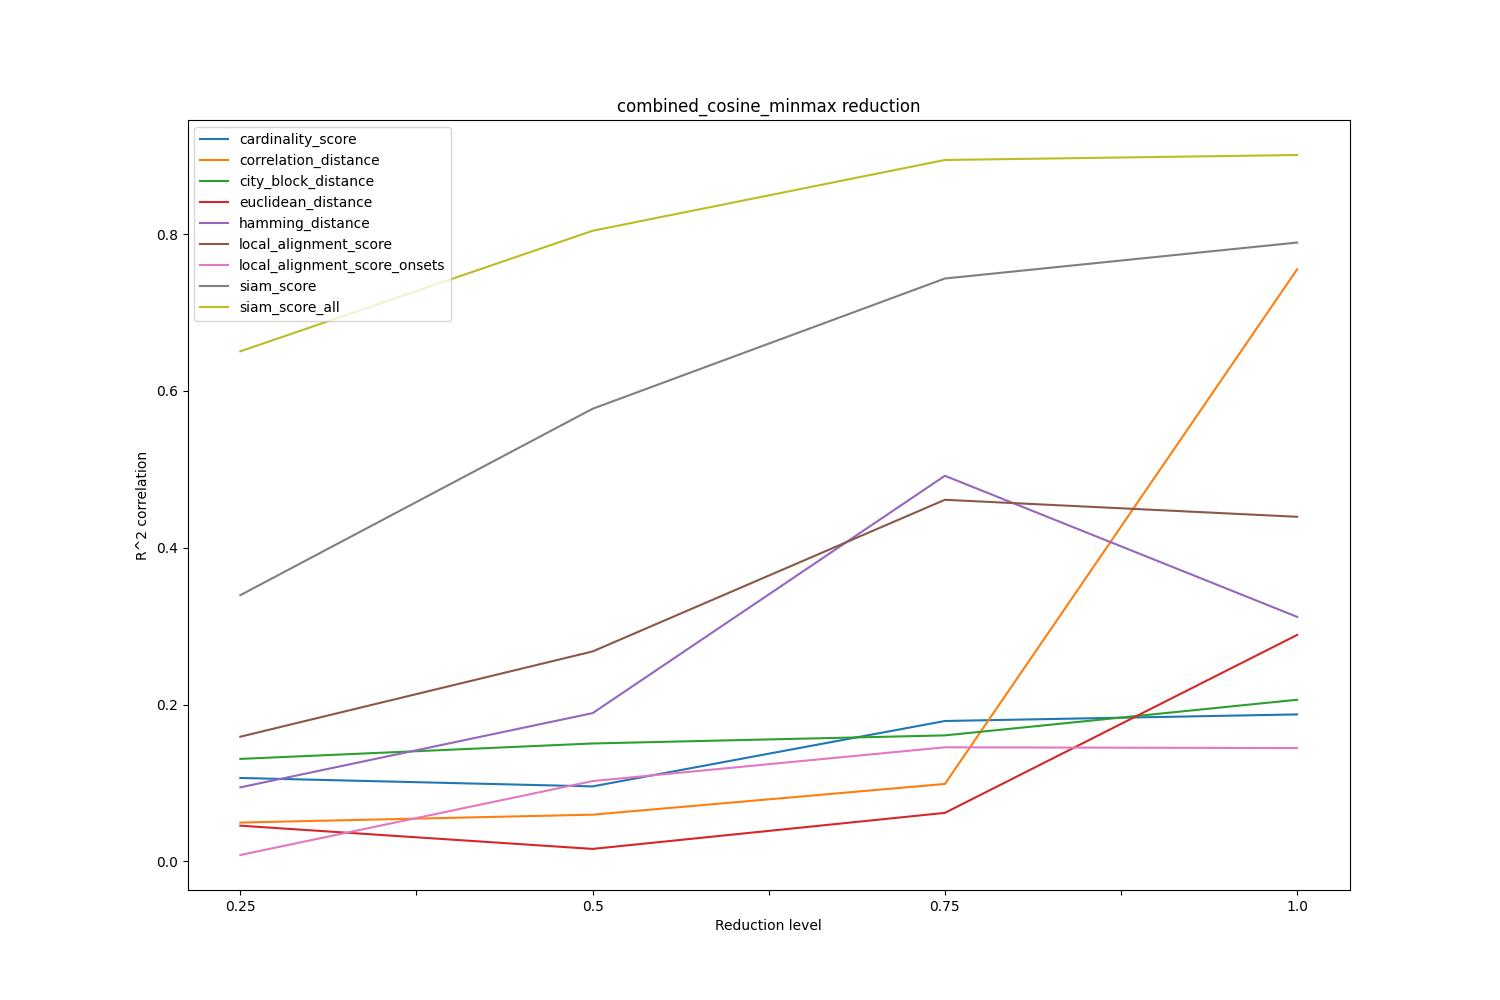 combined_cosine_minmax reduction
cardinality_score
correlation_distance
city_block_distance
euclidean_distance
hamming_distance
local_alignment_score
local_alignment_score_onsets
siam_score
siam_score_all
0.8
0.6
0.4
0.2
0.0
R^2 correlation
0.25 0.5 0.75 1.0
Reduction level